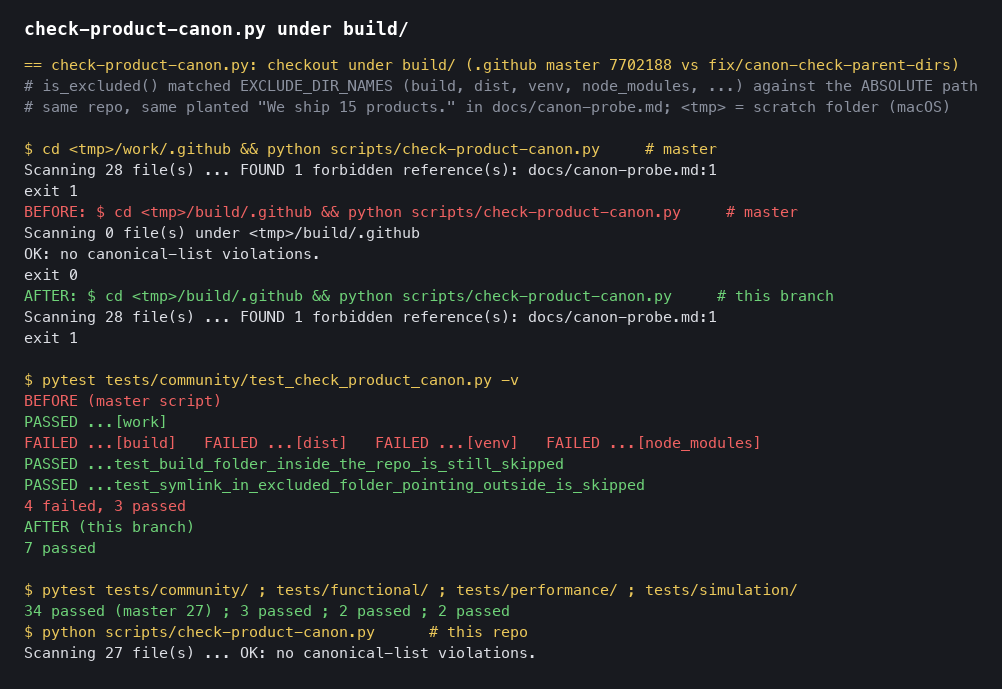 check-product-canon.py under build/
== check-product-canon.py: checkout under build/ (.github master 7702188 vs fix/canon-check-parent-dirs)
# is_excluded() matched EXCLUDE_DIR_NAMES (build, dist, venv, node_modules, ...) against the ABSOLUTE path
# same repo, same planted "We ship 15 products." in docs/canon-probe.md; <tmp> = scratch folder (macOS)
$ cd <tmp>/work/.github && python scripts/check-product-canon.py     # master
Scanning 28 file(s) ... FOUND 1 forbidden reference(s): docs/canon-probe.md:1
exit 1
BEFORE: $ cd <tmp>/build/.github && python scripts/check-product-canon.py     # master
Scanning 0 file(s) under <tmp>/build/.github
OK: no canonical-list violations.
exit 0
AFTER: $ cd <tmp>/build/.github && python scripts/check-product-canon.py     # this branch
Scanning 28 file(s) ... FOUND 1 forbidden reference(s): docs/canon-probe.md:1
exit 1
$ pytest tests/community/test_check_product_canon.py -v
BEFORE (master script)
PASSED ...[work]
FAILED ...[build]   FAILED ...[dist]   FAILED ...[venv]   FAILED ...[node_modules]
PASSED ...test_build_folder_inside_the_repo_is_still_skipped
PASSED ...test_symlink_in_excluded_folder_pointing_outside_is_skipped
4 failed, 3 passed
AFTER (this branch)
7 passed
$ pytest tests/community/ ; tests/functional/ ; tests/performance/ ; tests/simulation/
34 passed (master 27) ; 3 passed ; 2 passed ; 2 passed
$ python scripts/check-product-canon.py      # this repo
Scanning 27 file(s) ... OK: no canonical-list violations.